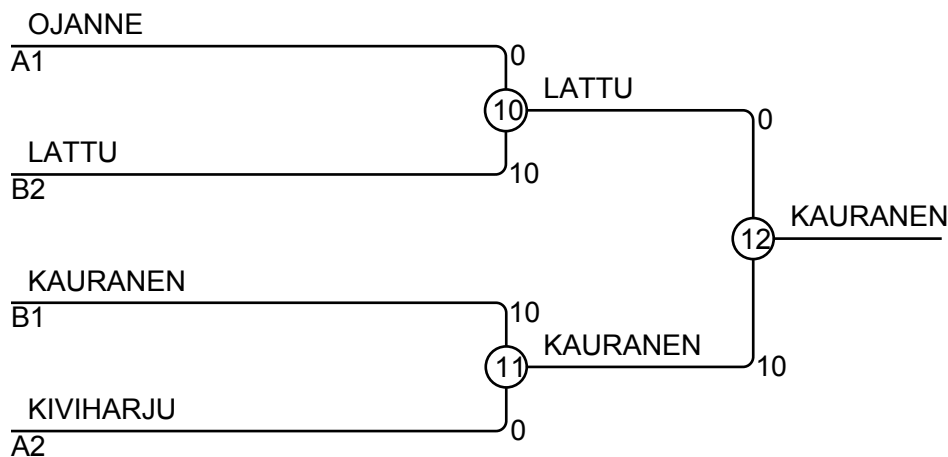 OJANNE
A1
0
10
LATTU
LATTU
B2
10
0
12
KAURANEN
KAURANEN
B1
10
11
KAURANEN
10
KIVIHARJU
A2
0